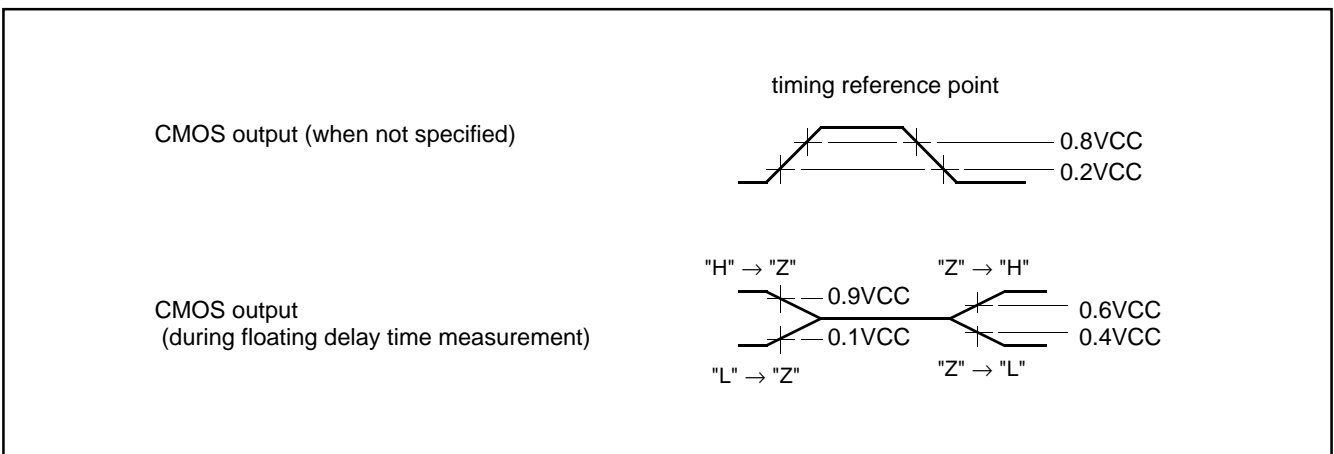 timing reference point
CMOS output (when not specified)
0.8VCC
0.2VCC
"H" → "Z"
"Z" → "H"
CMOS output
(during floating delay time measurement)
0.9VCC
0.1VCC
0.6VCC
0.4VCC
"L" → "Z"
"Z" → "L"